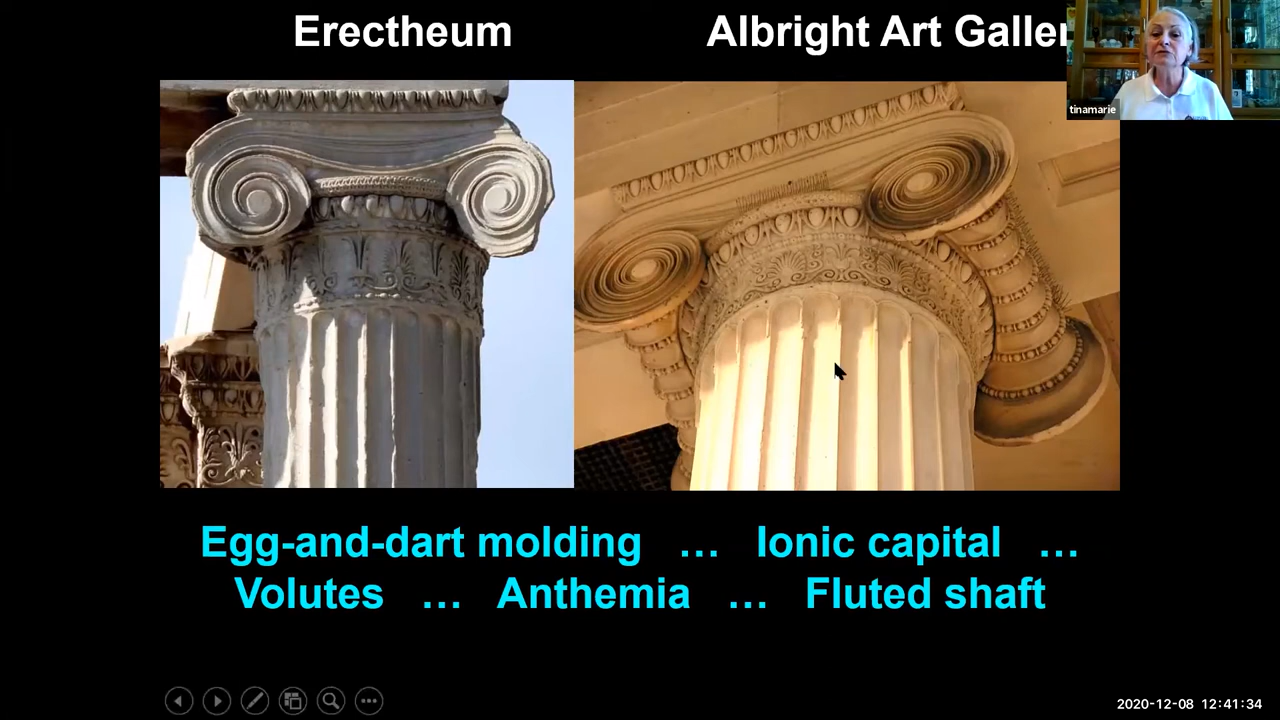 Erectheum Albright Art Galler
tinamarie
Egg-and-dart molding ... Ionic capital ...
Volutes ... Anthemia ... Fluted shaft
2020-12-08 12:41:34